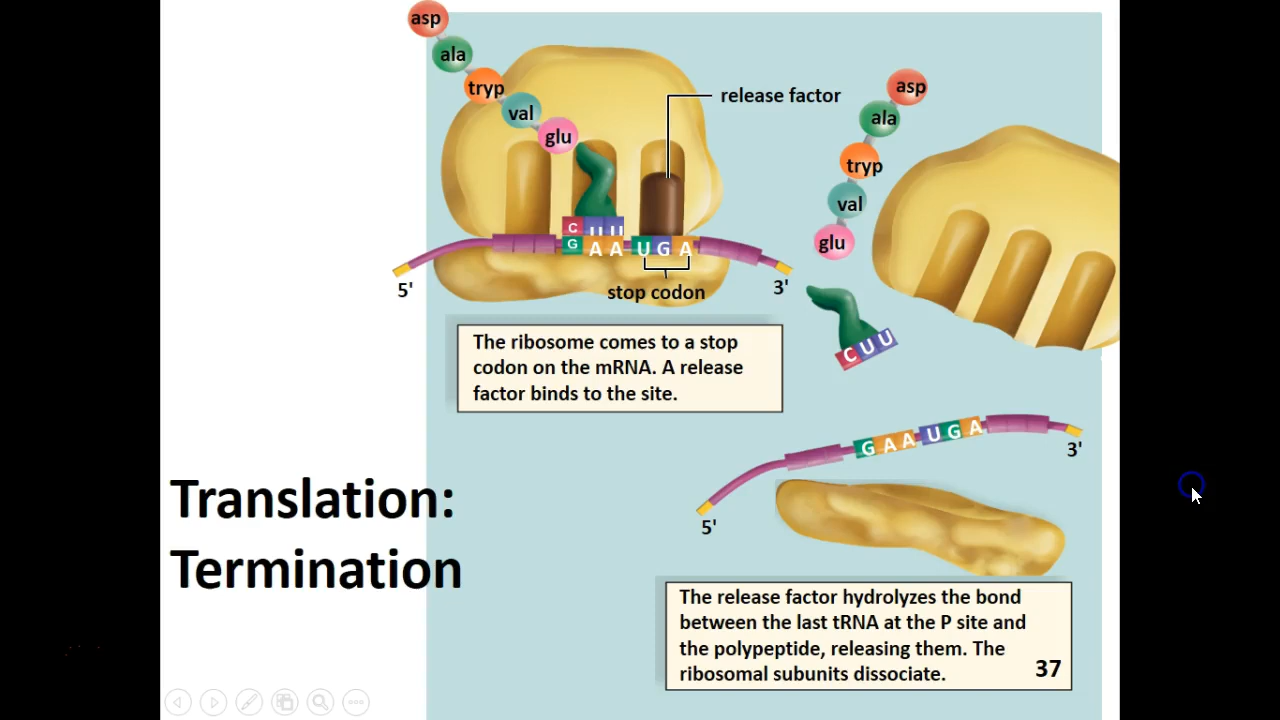 asp
ala
tryp
val
glu
release factor
C U U
G A A U G A
5'
stop codon
3'
The ribosome comes to a stop
codon on the mRNA. A release
factor binds to the site.
asp
ala
tryp
val
glu
C U U
G A A U G A
3'
5'
Translation:
Termination
The release factor hydrolyzes the bond
between the last tRNA at the P site and
the polypeptide, releasing them. The
ribosomal subunits dissociate.
37